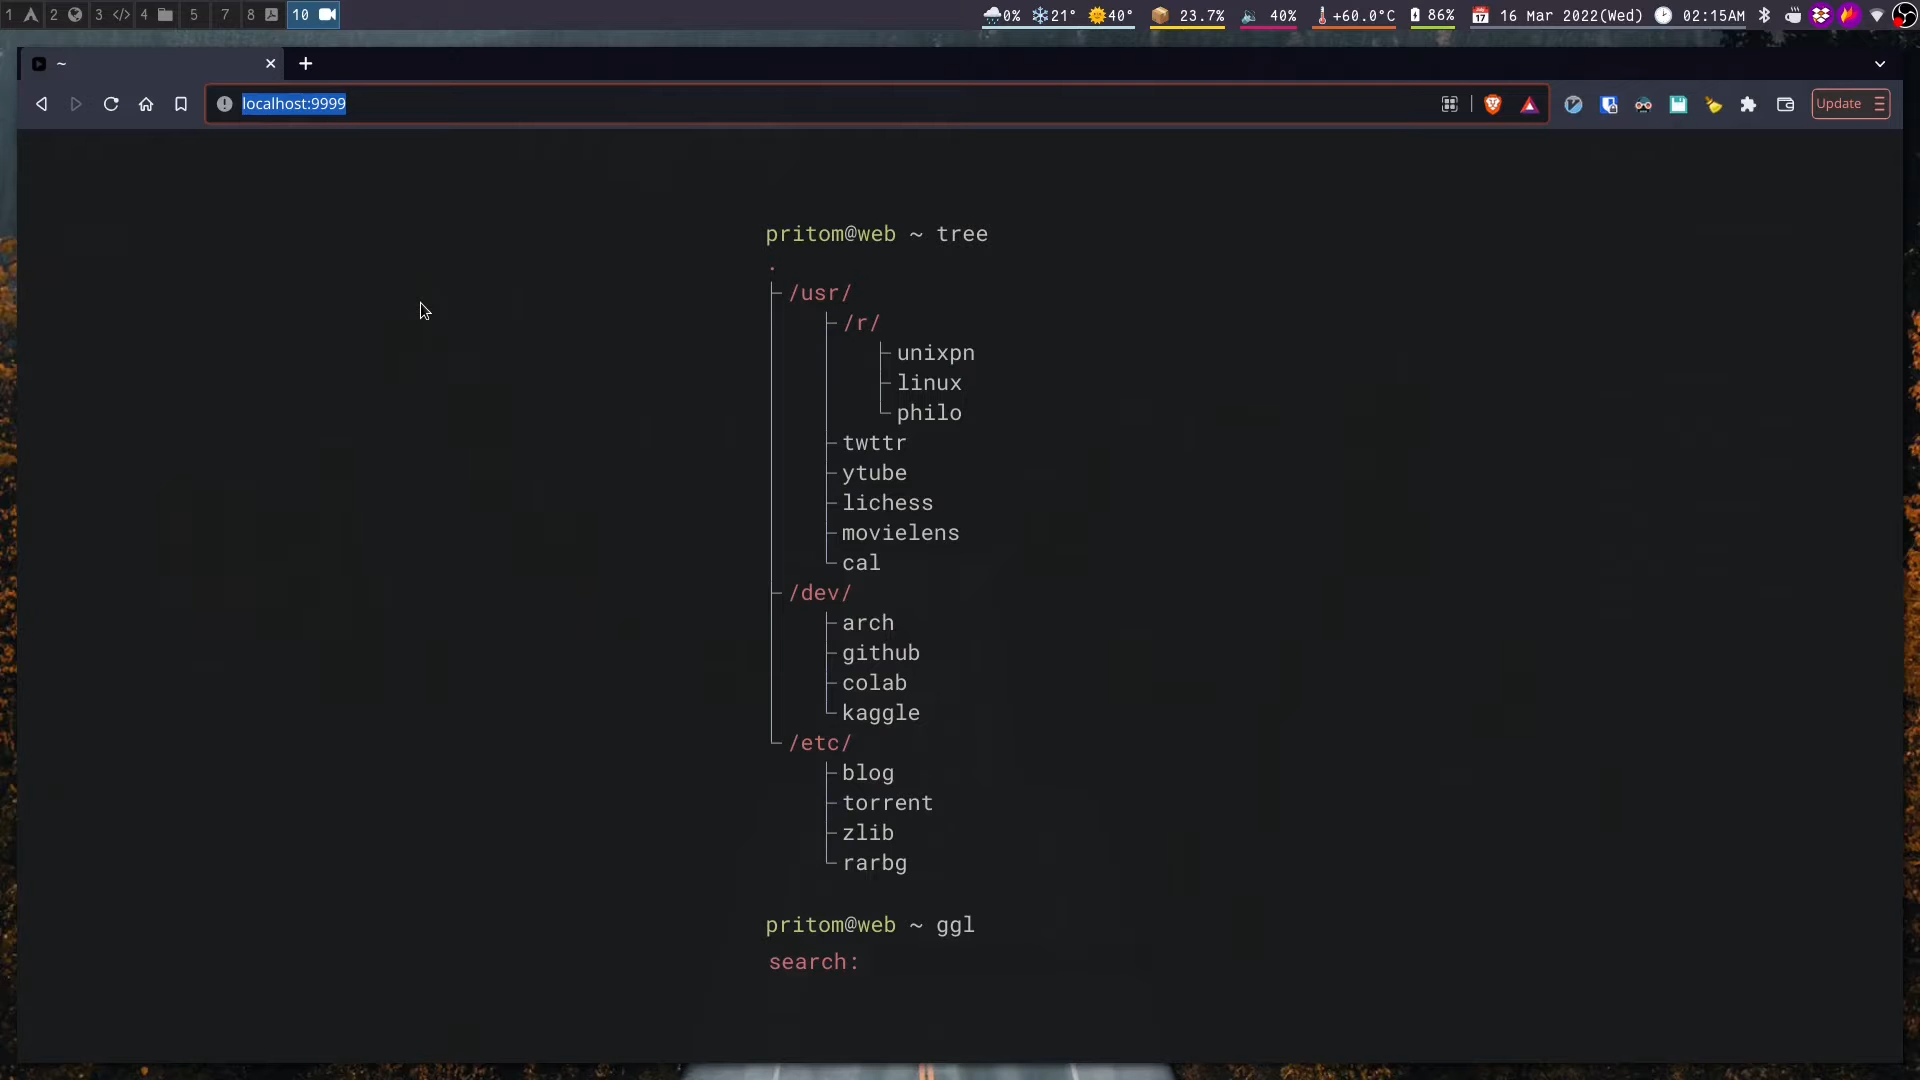 1 2 3 </> 4 5 7 8 10 0% 21° 40° 23.7% 40% +60.0°C 86% 16 Mar 2022(Wed) 02:15AM
~
localhost:9999 Update
pritom@web ~ tree
.
/usr/
/r/
unixpn
linux
philo
twttr
ytube
lichess
movielens
cal
/dev/
arch
github
colab
kaggle
/etc/
blog
torrent
zlib
rarbg
pritom@web ~ ggl
search: